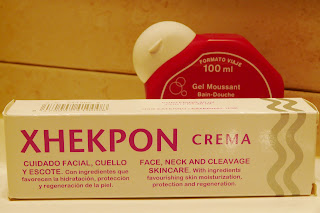 FORMATO VIAJE
100 ml
Gel Moussant
Bain-Douche
XHEKPON CREMA
CUIDADO FACIAL, CUELLO
Y ESCOTE. Con ingredientes que
favorecen la hidratación, protección
y regeneración de la piel.
FACE, NECK AND CLEAVAGE
SKINCARE. With ingredients
favourishing skin moisturization,
protection and regeneration.